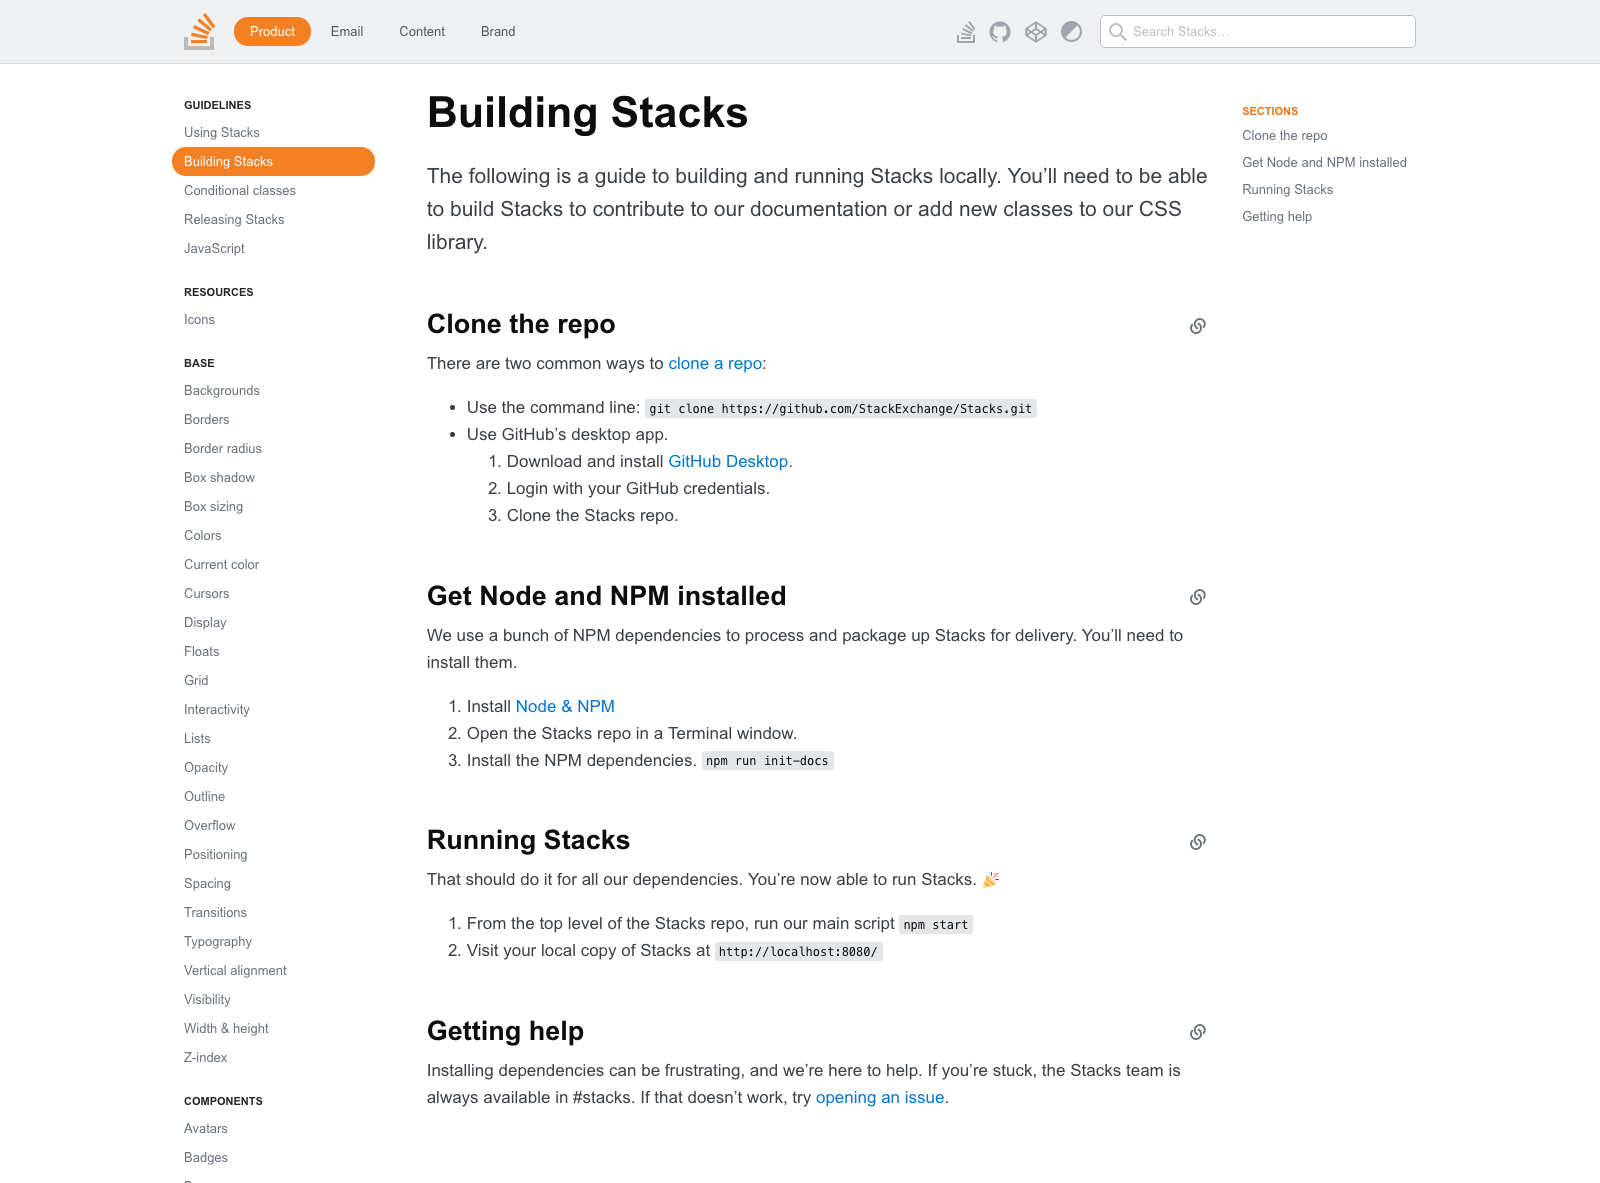 Product
Email
Content
Brand
Search Stacks…
GUIDELINES
Using Stacks
Building Stacks
Conditional classes
Releasing Stacks
JavaScript
RESOURCES
Icons
BASE
Backgrounds
Borders
Border radius
Box shadow
Box sizing
Colors
Current color
Cursors
Display
Floats
Grid
Interactivity
Lists
Opacity
Outline
Overflow
Positioning
Spacing
Transitions
Typography
Vertical alignment
Visibility
Width & height
Z-index
COMPONENTS
Avatars
Badges
Building Stacks
The following is a guide to building and running Stacks locally. You’ll need to be able
to build Stacks to contribute to our documentation or add new classes to our CSS
library.
Clone the repo
There are two common ways to clone a repo:
• Use the command line: git clone https://github.com/StackExchange/Stacks.git
• Use GitHub’s desktop app.
1. Download and install GitHub Desktop.
2. Login with your GitHub credentials.
3. Clone the Stacks repo.
Get Node and NPM installed
We use a bunch of NPM dependencies to process and package up Stacks for delivery. You’ll need to
install them.
1. Install Node & NPM
2. Open the Stacks repo in a Terminal window.
3. Install the NPM dependencies. npm run init-docs
Running Stacks
That should do it for all our dependencies. You’re now able to run Stacks. 🎉
1. From the top level of the Stacks repo, run our main script npm start
2. Visit your local copy of Stacks at http://localhost:8080/
Getting help
Installing dependencies can be frustrating, and we’re here to help. If you’re stuck, the Stacks team is
always available in #stacks. If that doesn’t work, try opening an issue.
SECTIONS
Clone the repo
Get Node and NPM installed
Running Stacks
Getting help